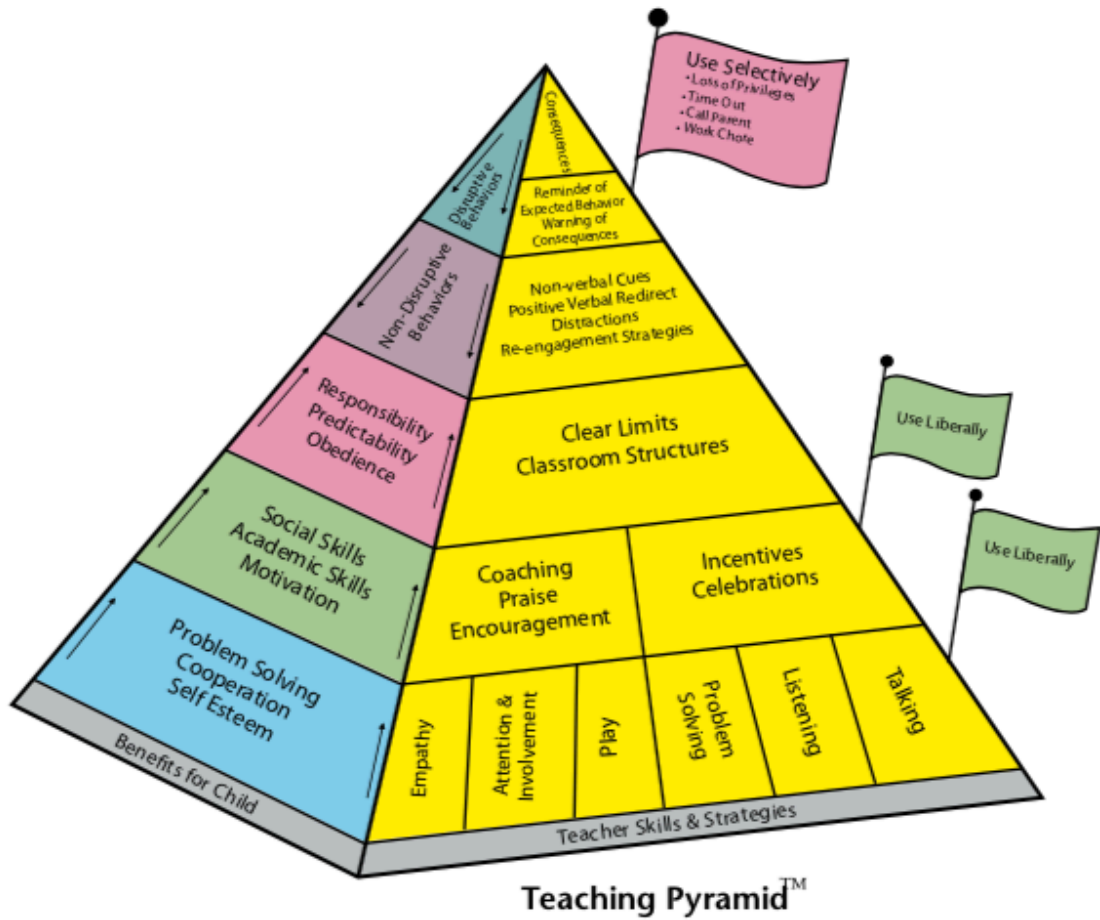 Use Selectively
• Loss of Privileges
• Time Out
• Call Parent
• Work Chote
Consequences
Disruptive
Behaviors
Reminder of
Expected Behavior
Warning of
Consequences
Non-Disruptive
Behaviors
Non-verbal Cues
Positive Verbal Redirect
Distractions
Re-engagement Strategies
Responsibility
Predictability
Obedience
Clear Limits
Classroom Structures
Use Liberally
Social Skills
Academic Skills
Motivation
Coaching
Praise
Encouragement
Incentives
Celebrations
Use Liberally
Problem Solving
Cooperation
Self Esteem
Empathy
Attention &
Involvement
Play
Problem
Solving
Listening
Talking
Benefits for Child
Teacher Skills & Strategies
Teaching Pyramid™